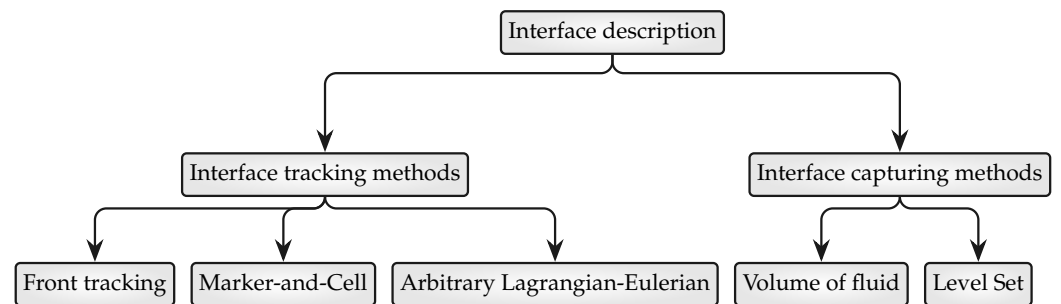 Interface description
Interface tracking methods
Interface capturing methods
Front tracking
Marker-and-Cell
Arbitrary Lagrangian-Eulerian
Volume of fluid
Level Set